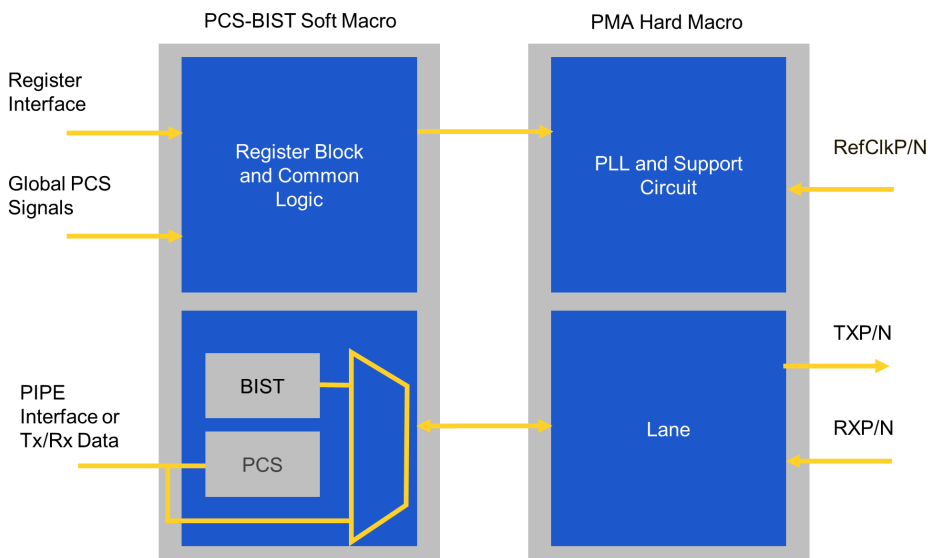 PCS-BIST Soft Macro
PMA Hard Macro
Register
Interface
Global PCS
Signals
Register Block
and Common
Logic
PLL and Support
Circuit
RefClkP/N
PIPE
Interface or
Tx/Rx Data
BIST
PCS
Lane
TXP/N
RXP/N